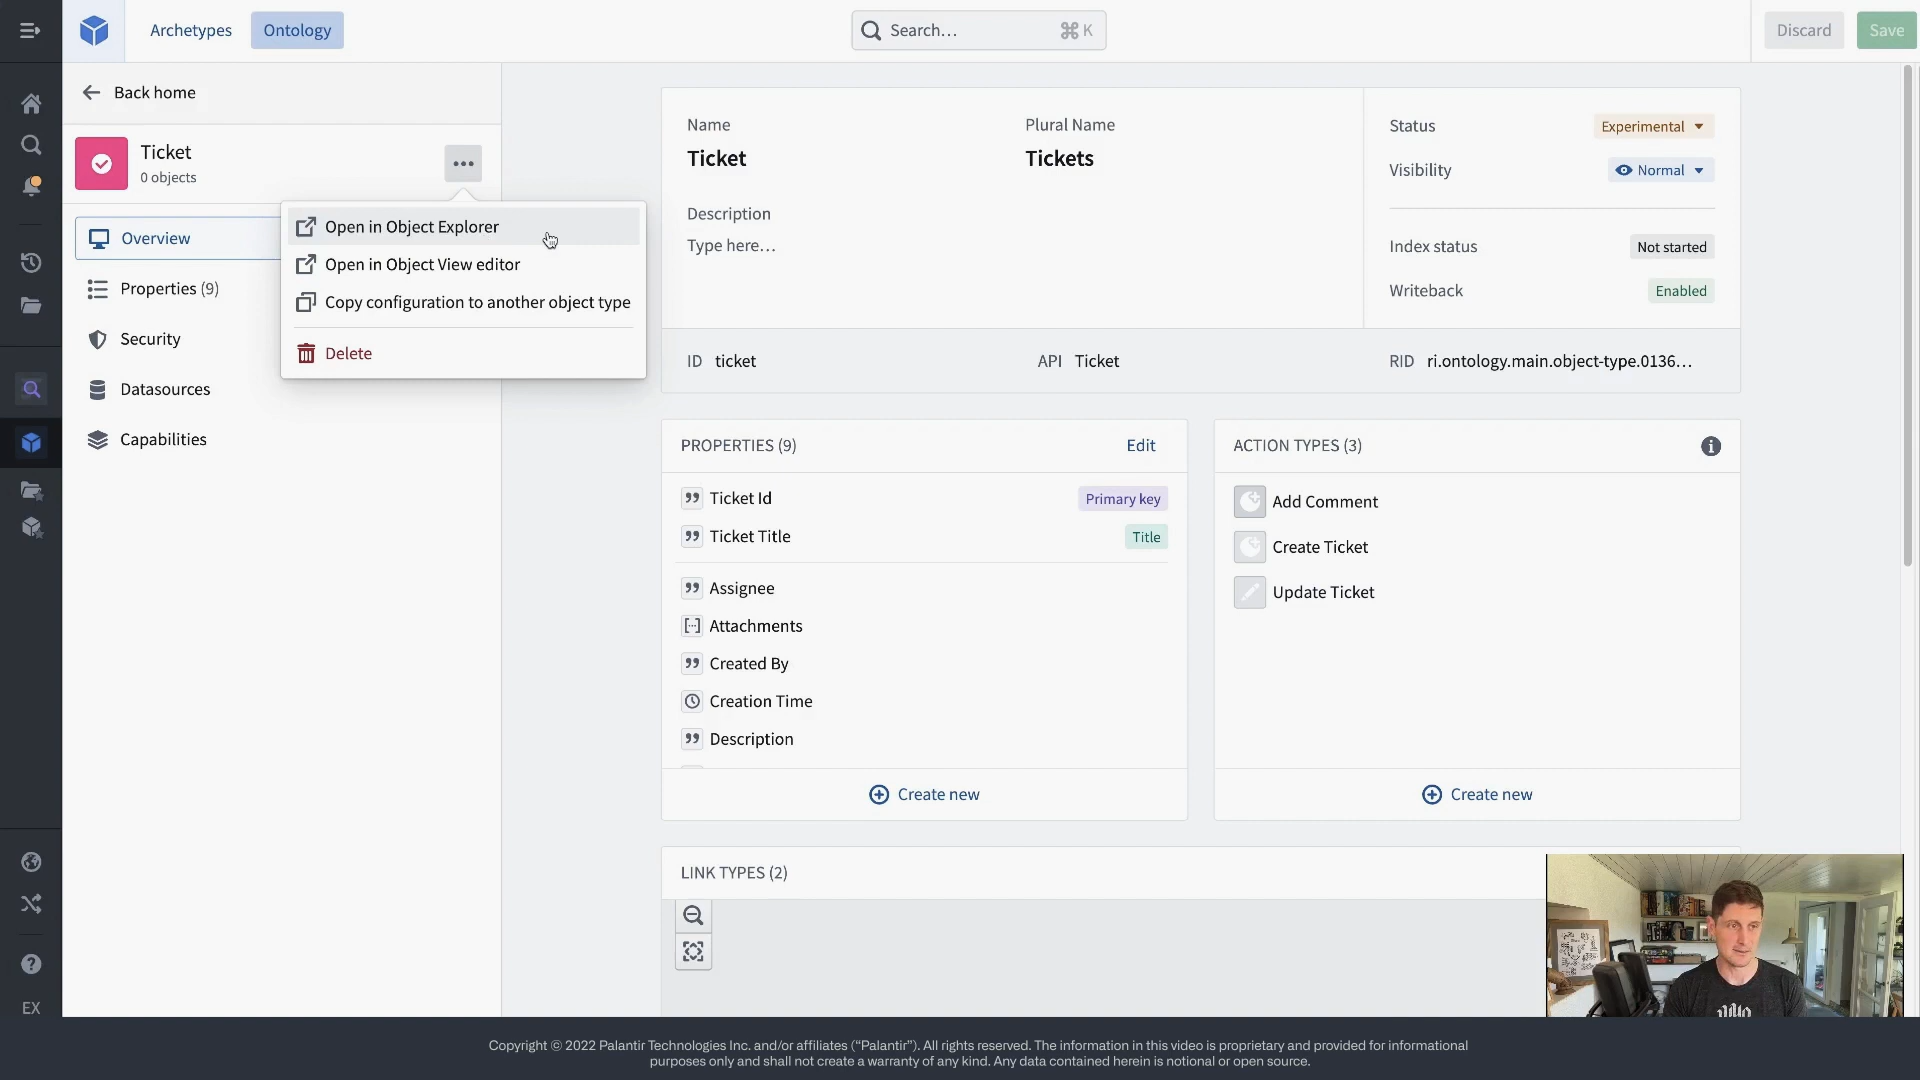 Archetypes
Ontology
Search…
⌘ K
Discard
Save
Back home
Ticket
0 objects
Open in Object Explorer
Open in Object View editor
Copy configuration to another object type
Delete
Overview
Properties (9)
Security
Datasources
Capabilities
EX
Name
Ticket
Plural Name
Tickets
Description
Type here…
Status
Experimental
Visibility
Normal
Index status
Not started
Writeback
Enabled
ID ticket
API Ticket
RID ri.ontology.main.object-type.0136…
PROPERTIES (9)
Edit
Ticket Id
Primary key
Ticket Title
Title
Assignee
Attachments
Created By
Creation Time
Description
Create new
ACTION TYPES (3)
Add Comment
Create Ticket
Update Ticket
Create new
LINK TYPES (2)
Copyright © 2022 Palantir Technologies Inc. and/or affiliates (“Palantir”). All rights reserved. The information in this video is proprietary and provided for informational
purposes only and shall not create a warranty of any kind. Any data contained herein is notional or open source.